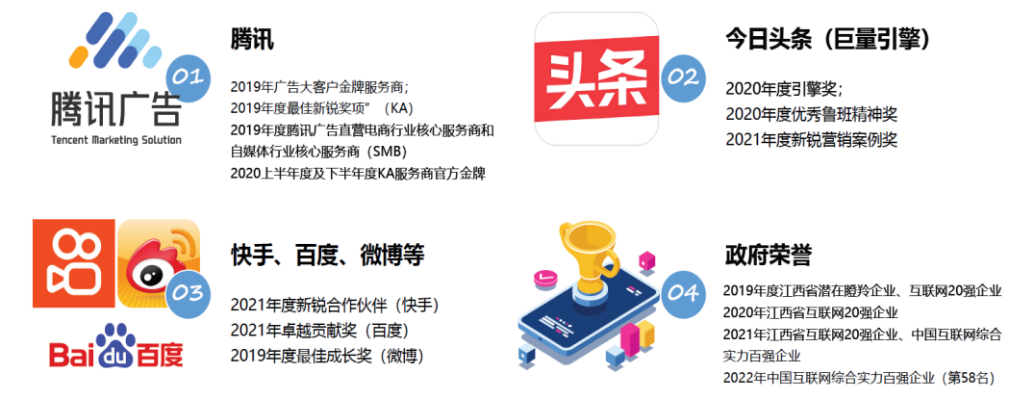 腾讯广告
Tencent Marketing Solution
01
腾讯
2019年广告大客户金牌服务商；
2019年度最佳新锐奖项”（KA）
2019年度腾讯广告直营电商行业核心服务商和
自媒体行业核心服务商（SMB）
2020上半年度及下半年度KA服务商官方金牌
头条
02
今日头条（巨量引擎）
2020年度引擎奖；
2020年度优秀鲁班精神奖
2021年度新锐营销案例奖
03
Bai du 百度
快手、百度、微博等
2021年度新锐合作伙伴（快手）
2021年卓越贡献奖（百度）
2019年度最佳成长奖（微博）
04
政府荣誉
2019年度江西省潜在瞪羚企业、互联网20强企业
2020年江西省互联网20强企业
2021年江西省互联网20强企业、中国互联网综合
实力百强企业
2022年中国互联网综合实力百强企业（第58名）